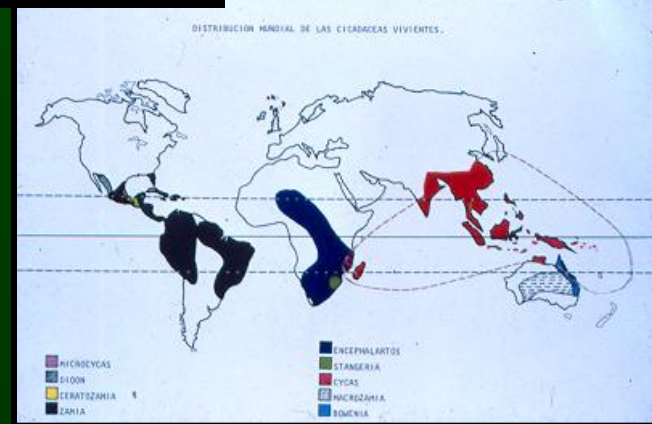 DISTRIBUCION MUNDIAL DE LAS CICADACEAS VIVIENTES.
MICROCYCAS
DIOON
CERATOZAMIA
ZAMIA
ENCEPHALARTOS
STANGERIA
CYCAS
MACROZAMIA
BOWENIA